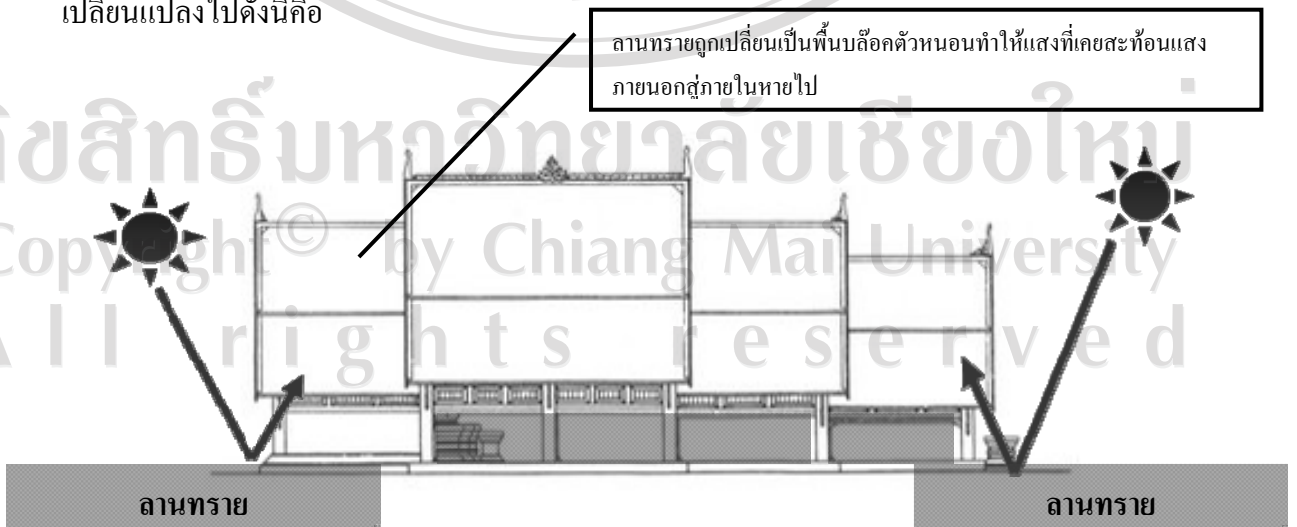 เปลี่ยนแปลงไปดังนี้คือ
ลานทรายถูกเปลี่ยนเป็นพื้นบล๊อคตัวหนอนทำให้แสงที่เคยสะท้อนแสง
ภายนอกสู่ภายในหายไป
ลิขสิทธิ์มหาวิทยาลัยเชียงใหม่
Copyright © by Chiang Mai University
All rights reserved
ลานทราย
ลานทราย